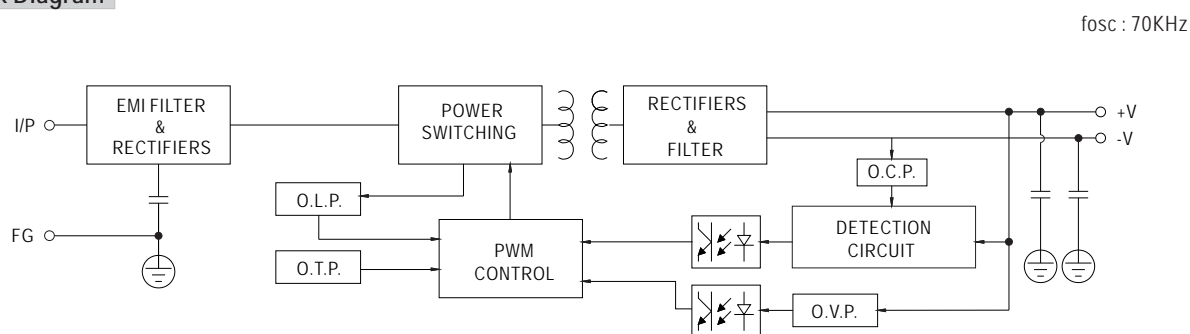 Diagram
fosc : 70KHz
I/P
EMI FILTER
&
RECTIFIERS
POWER
SWITCHING
RECTIFIERS
&
FILTER
+V
-V
O.C.P.
O.L.P.
FG
PWM
CONTROL
DETECTION
CIRCUIT
O.T.P.
O.V.P.